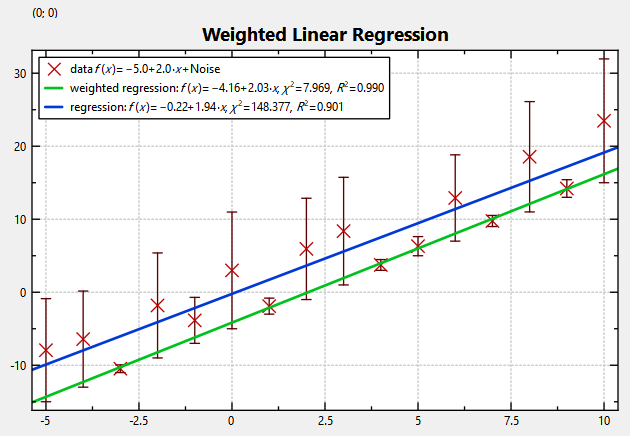 (0; 0)
Weighted Linear Regression
data f(x)=−5.0+2.0·x+Noise
weighted regression: f(x)=−4.16+2.03·x, χ²=7.969, R²=0.990
regression: f(x)=−0.22+1.94·x, χ²=148.377, R²=0.901
30
20
10
0
-10
-5 -2.5 0 2.5 5 7.5 10